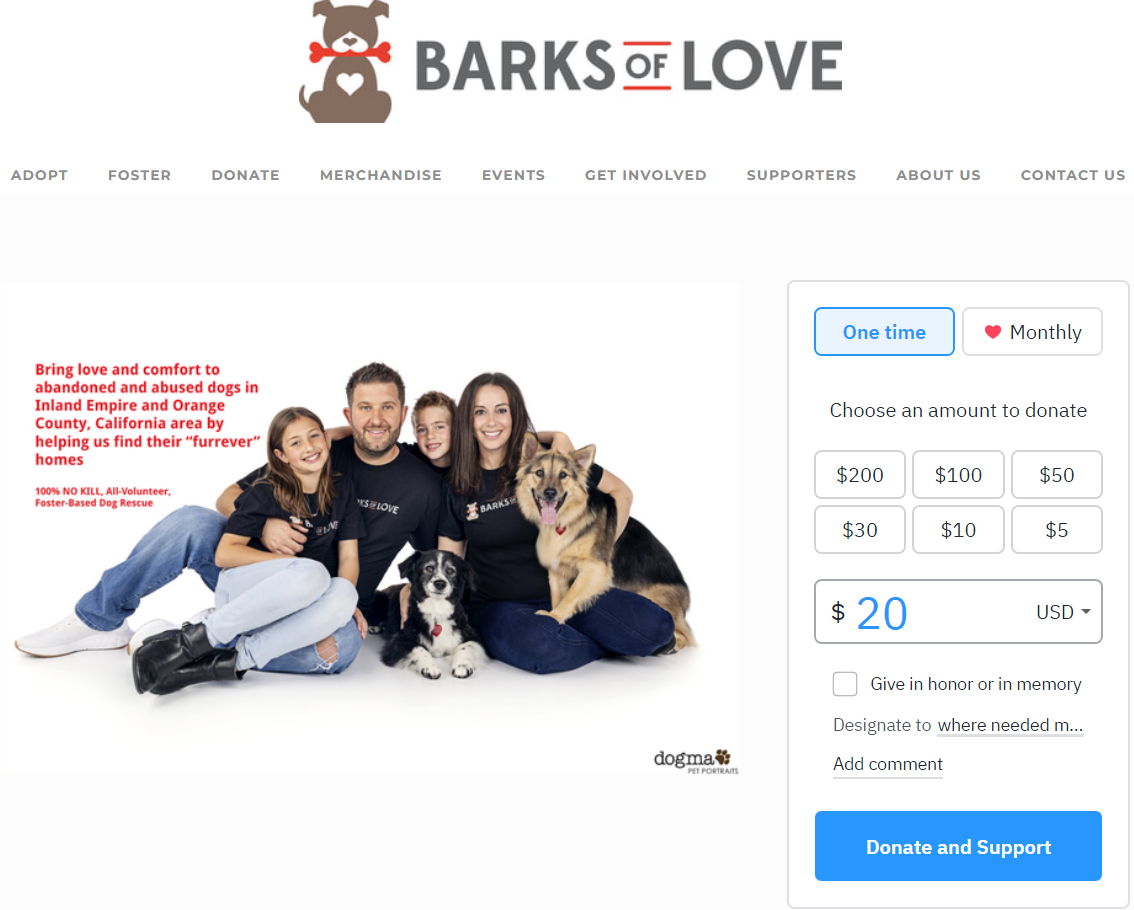 BARKS OF LOVE
ADOPT FOSTER DONATE MERCHANDISE EVENTS GET INVOLVED SUPPORTERS ABOUT US CONTACT US
Bring love and comfort to
abandoned and abused dogs in
Inland Empire and Orange
County, California area by
helping us find their “furrever”
homes
100% NO KILL, All-Volunteer,
Foster-Based Dog Rescue
OF LOVE
BARKS OF
dogma
PET PORTRAITS
One time Monthly
Choose an amount to donate
$200 $100 $50
$30 $10 $5
$ 20 USD
Give in honor or in memory
Designate to where needed m...
Add comment
Donate and Support